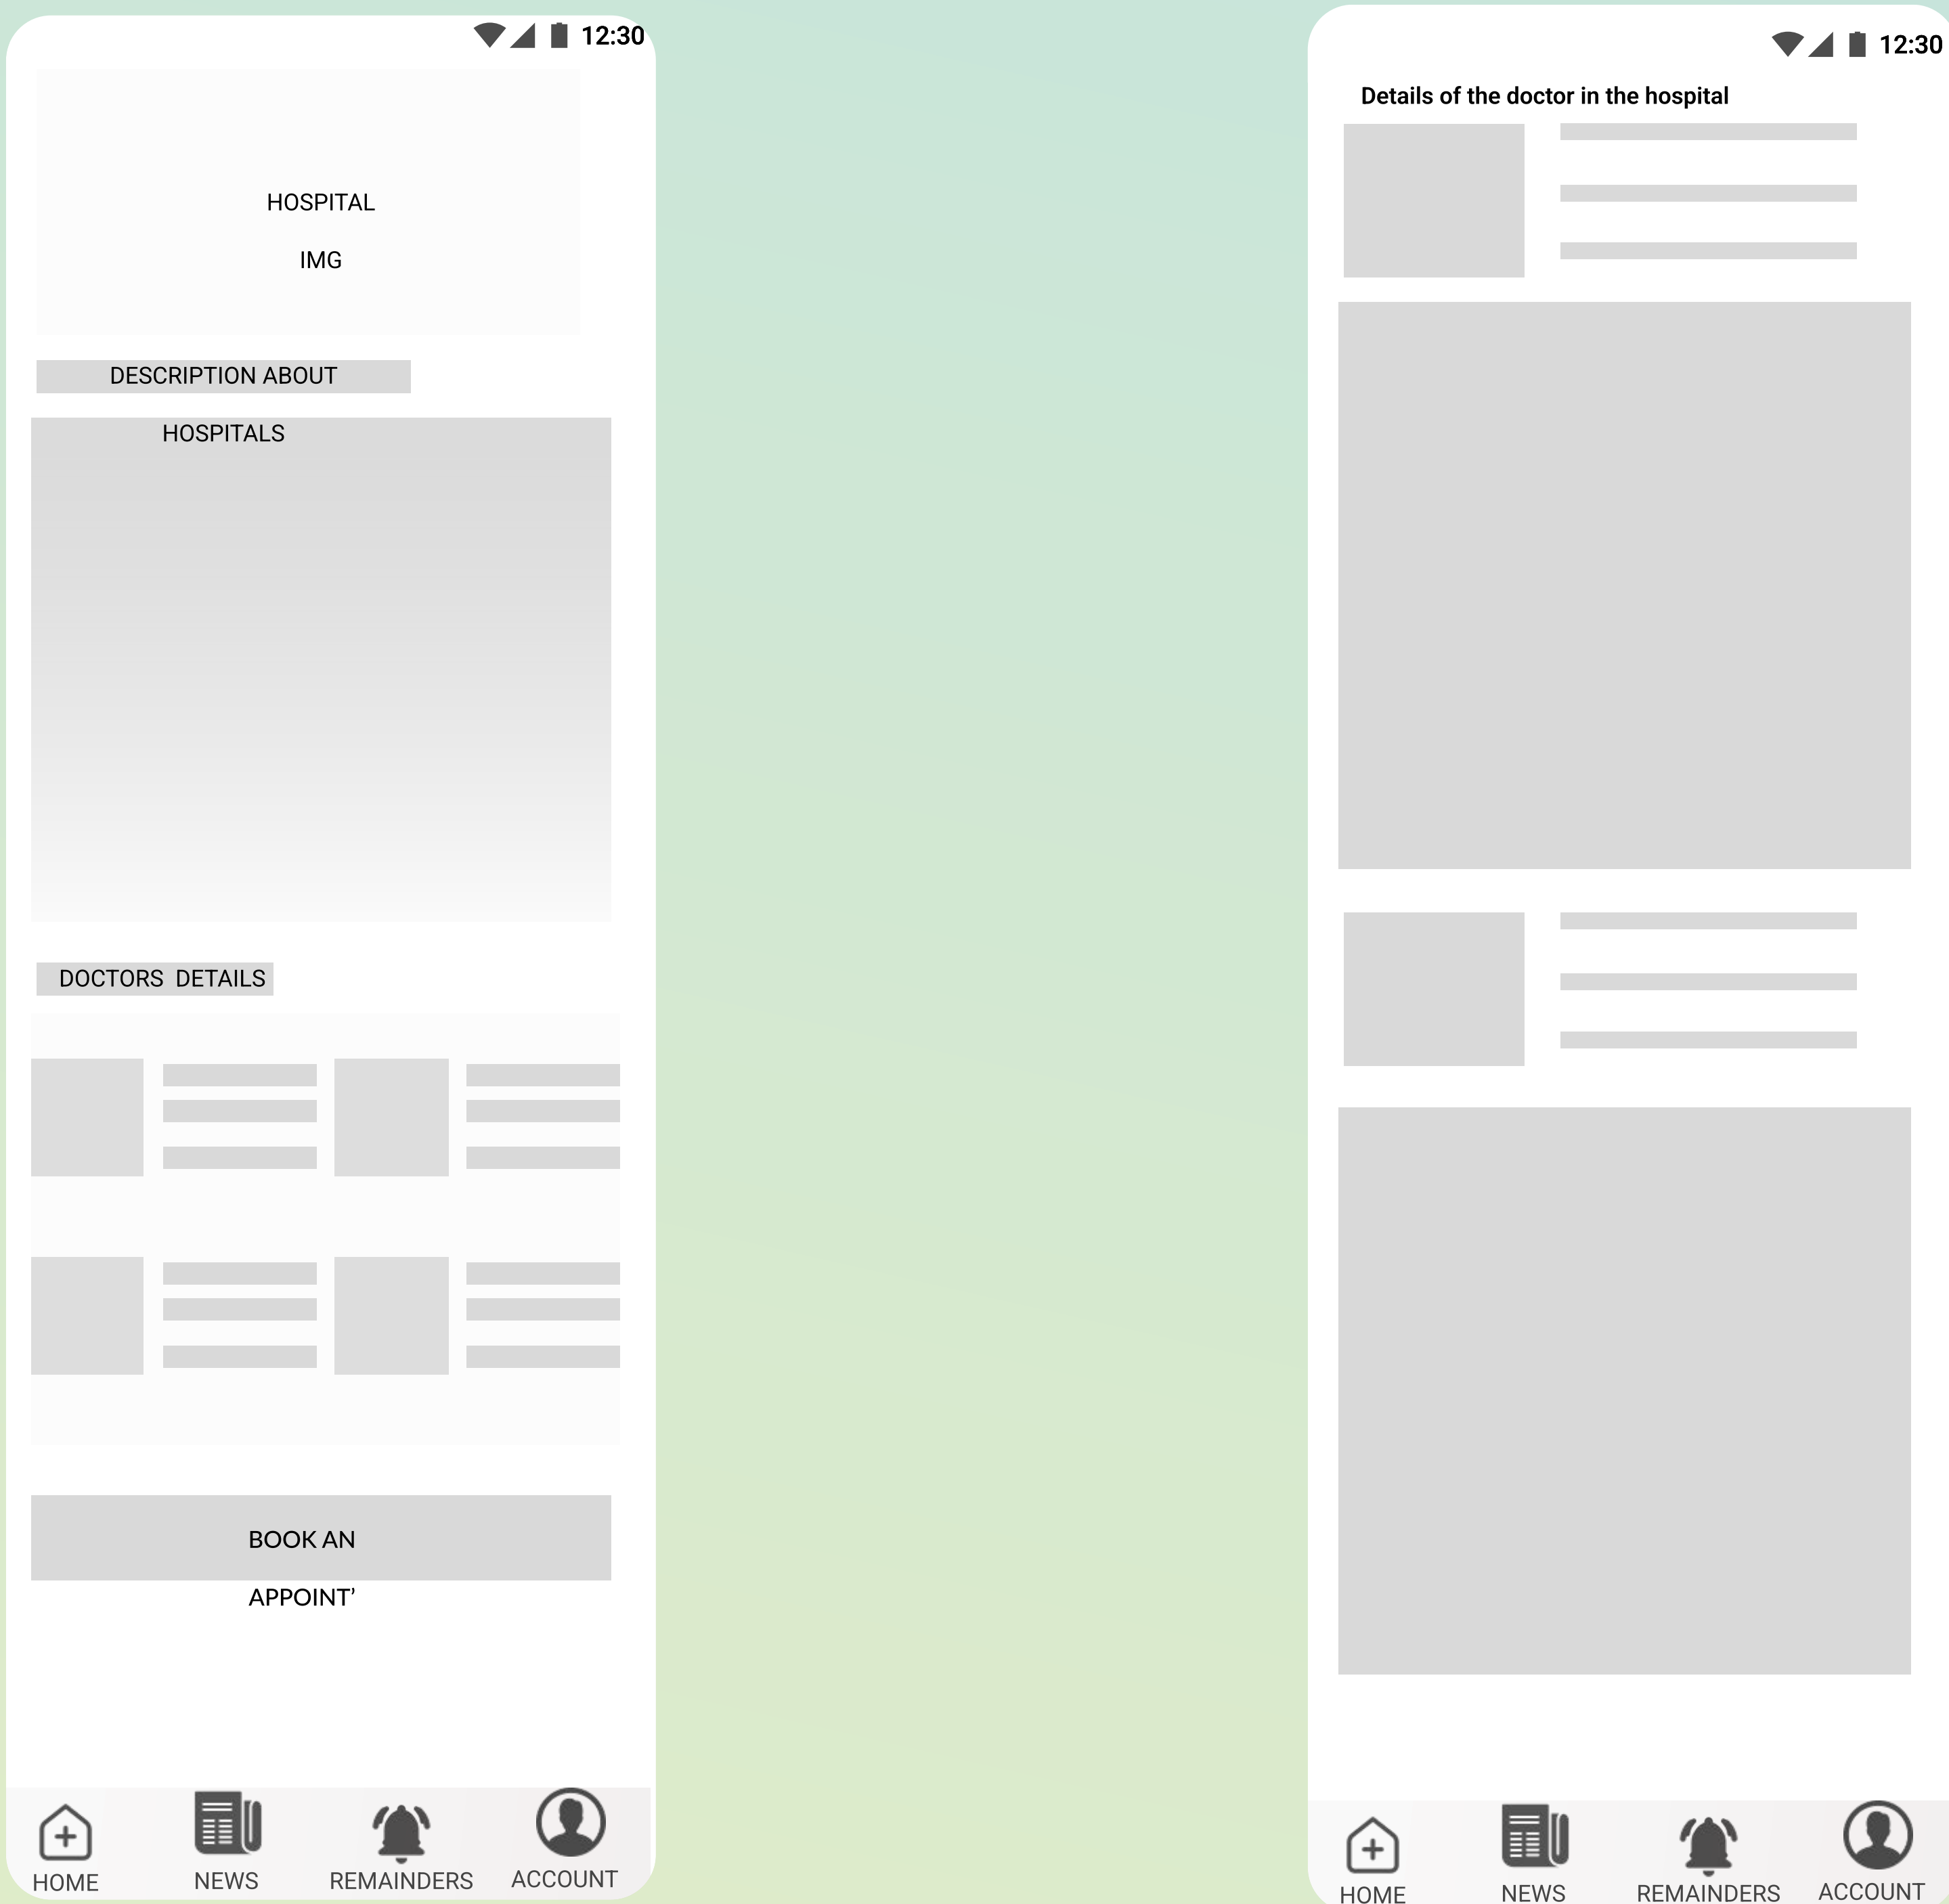 12:30
HOSPITAL
IMG
DESCRIPTION ABOUT
HOSPITALS
DOCTORS  DETAILS
BOOK AN
APPOINT’
HOME
NEWS
REMAINDERS
ACCOUNT
12:30
Details of the doctor in the hospital
HOME
NEWS
REMAINDERS
ACCOUNT